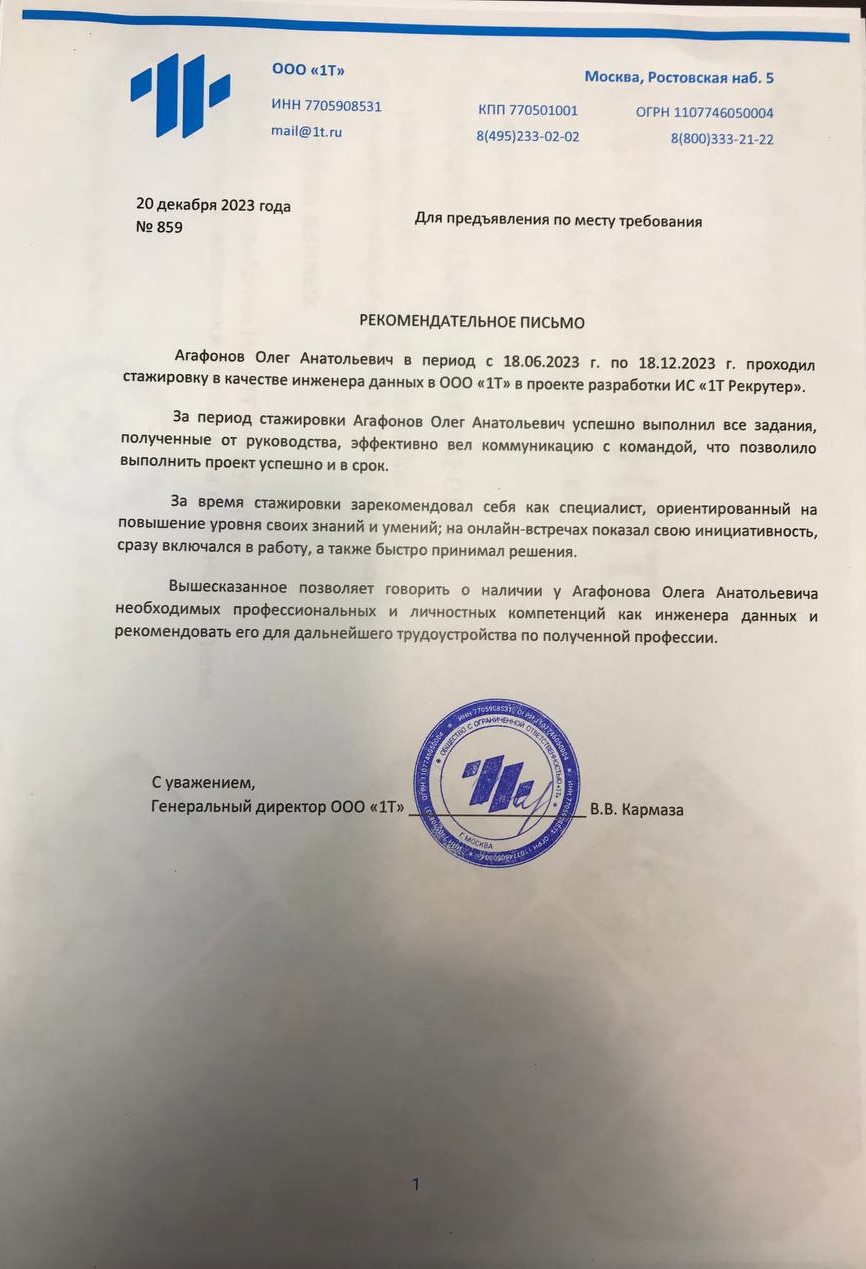 ООО «1Т»
Москва, Ростовская наб. 5
ИНН 7705908531
КПП 770501001
ОГРН 1107746050004
mail@1t.ru
8(495)233-02-02
8(800)333-21-22
20 декабря 2023 года
№ 859
Для предъявления по месту требования
РЕКОМЕНДАТЕЛЬНОЕ ПИСЬМО
Агафонов Олег Анатольевич в период с 18.06.2023 г. по 18.12.2023 г. проходил
стажировку в качестве инженера данных в ООО «1Т» в проекте разработки ИС «1Т Рекрутер».
За период стажировки Агафонов Олег Анатольевич успешно выполнил все задания,
полученные от руководства, эффективно вел коммуникацию с командой, что позволило
выполнить проект успешно и в срок.
За время стажировки зарекомендовал себя как специалист, ориентированный на
повышение уровня своих знаний и умений; на онлайн-встречах показал свою инициативность,
сразу включался в работу, а также быстро принимал решения.
Вышесказанное позволяет говорить о наличии у Агафонова Олега Анатольевича
необходимых профессиональных и личностных компетенций как инженера данных и
рекомендовать его для дальнейшего трудоустройства по полученной профессии.
С уважением,
Генеральный директор ООО «1Т»
В.В. Кармаза
ИНН 7705908531, ОГРН 1107746050004
ОБЩЕСТВО С ОГРАНИЧЕННОЙ ОТВЕТСТВЕННОСТЬЮ «1Т»
Г.МОСКВА
1